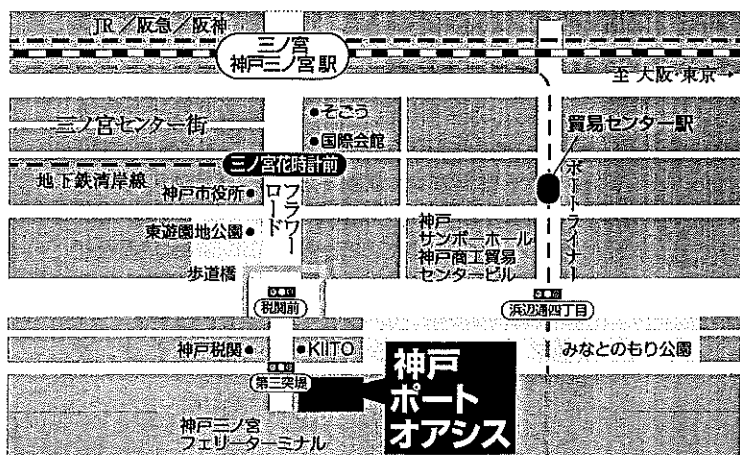 JR／阪急／阪神
三ノ宮
神戸三ノ宮駅
至 大阪・東京→
●そごう
三ノ宮センター街
●国際会館
貿易センター駅
三ノ宮花時計前
地下鉄湾岸線
神戸市役所●
フラワーロード
ポートライナー
東遊園地公園●
神戸
サンボーホール
神戸商工貿易
センタービル
歩道橋
税関前
浜辺通四丁目
神戸税関●
●KIITO
みなとのもり公園
第三突堤
神戸
ポート
オアシス
神戸三ノ宮
フェリーターミナル